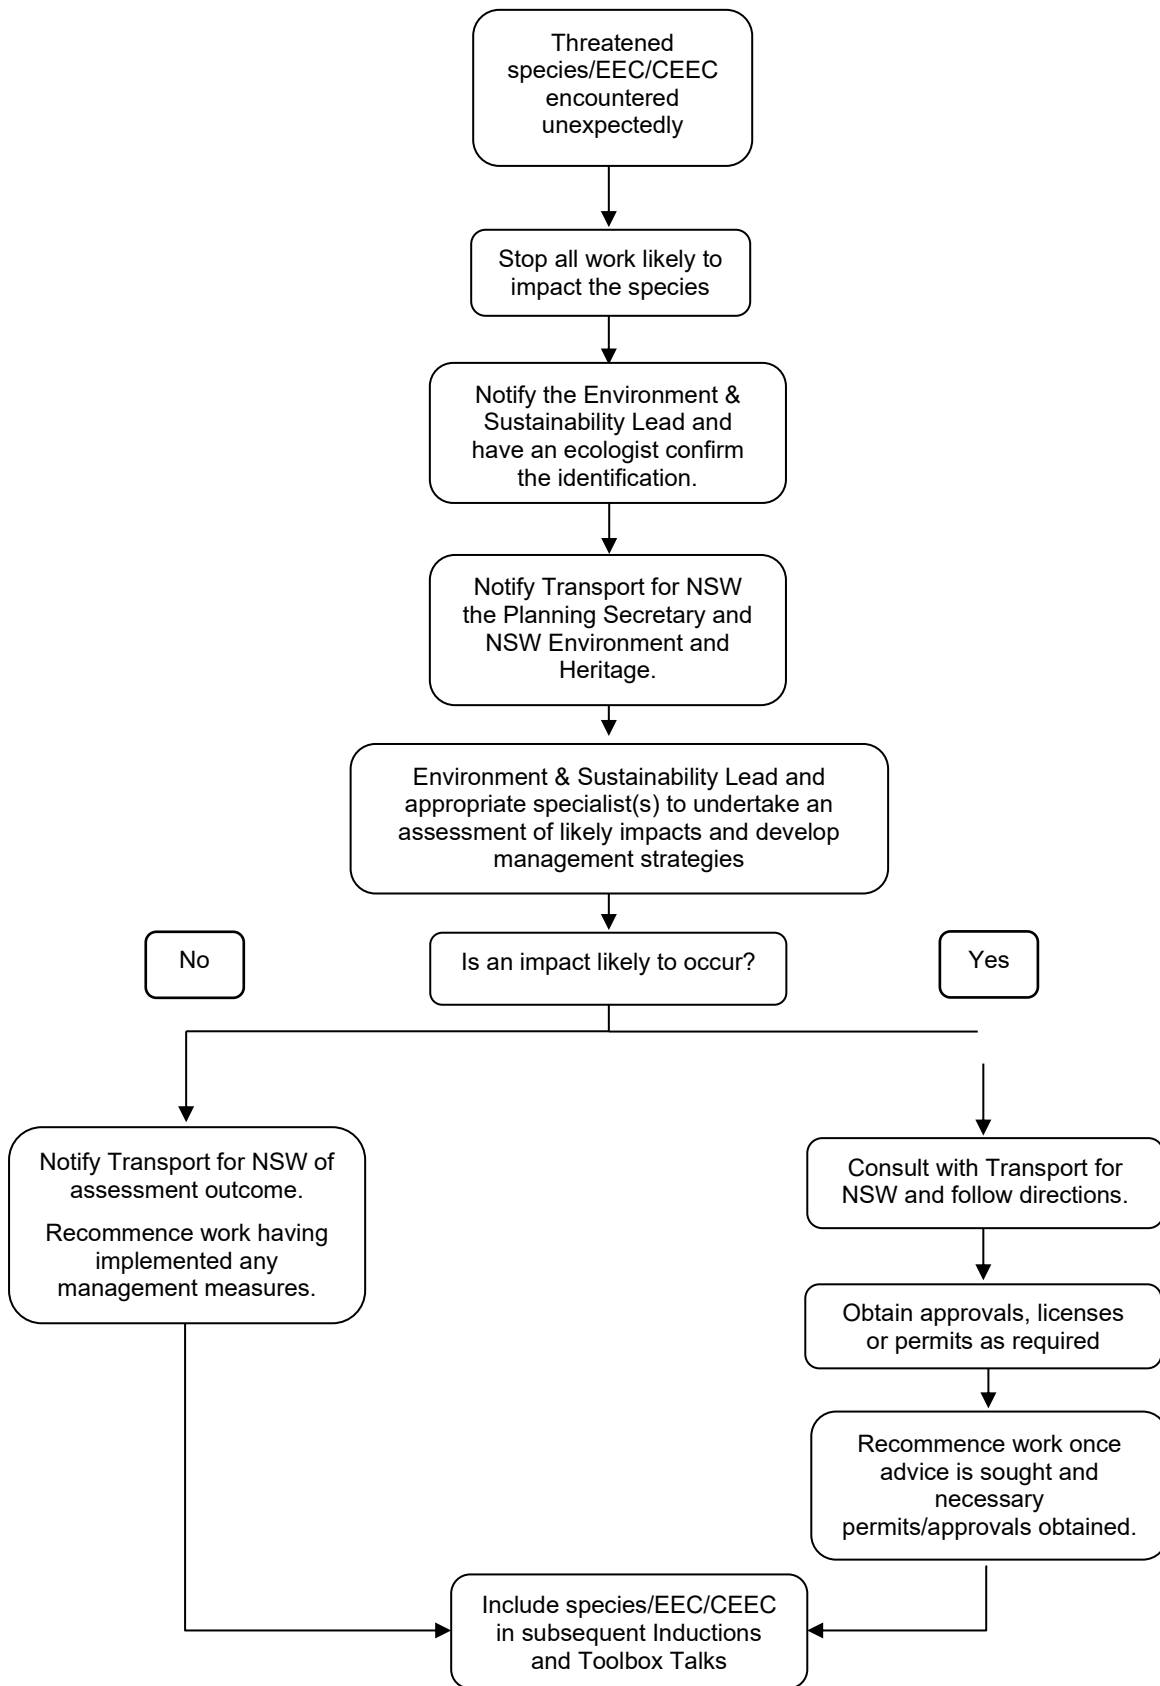 Threatened
species/EEC/CEEC
encountered
unexpectedly
Stop all work likely to
impact the species
Notify the Environment &
Sustainability Lead and
have an ecologist confirm
the identification.
Notify Transport for NSW
the Planning Secretary and
NSW Environment and
Heritage.
Environment & Sustainability Lead and
appropriate specialist(s) to undertake an
assessment of likely impacts and develop
management strategies
No
Is an impact likely to occur?
Yes
Notify Transport for NSW of
assessment outcome.
Recommence work having
implemented any
management measures.
Consult with Transport for
NSW and follow directions.
Obtain approvals, licenses
or permits as required
Recommence work once
advice is sought and
necessary
permits/approvals obtained.
Include species/EEC/CEEC
in subsequent Inductions
and Toolbox Talks